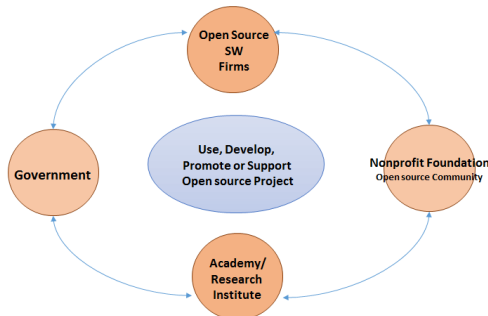 Open Source
SW
Firms
Use, Develop,
Promote or Support
Open source Project
Government
Nonprofit Foundation
Open source Community
Academy/
Research
Institute